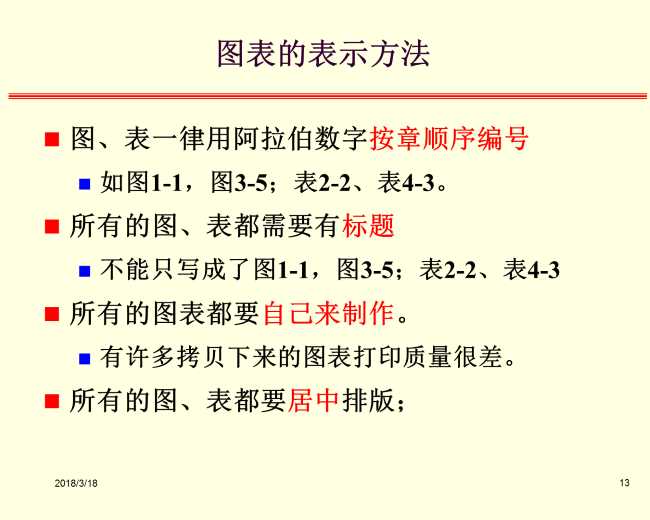 图表的表示方法
图、表一律用阿拉伯数字按章顺序编号
如图1-1，图3-5；表2-2、表4-3。
所有的图、表都需要有标题
不能只写成了图1-1，图3-5；表2-2、表4-3
所有的图表都要自己来制作。
有许多拷贝下来的图表打印质量很差。
所有的图、表都要居中排版；
2018/3/18
13